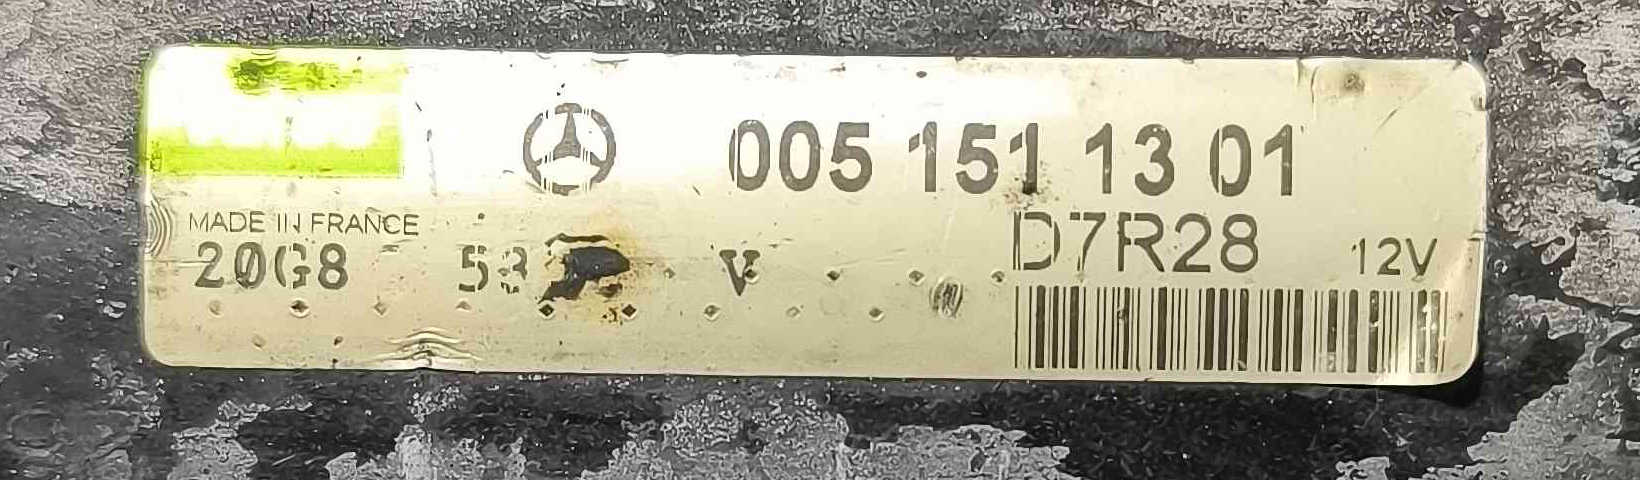 005 151 13 01
MADE IN FRANCE
D7R28
12V
20G8
V